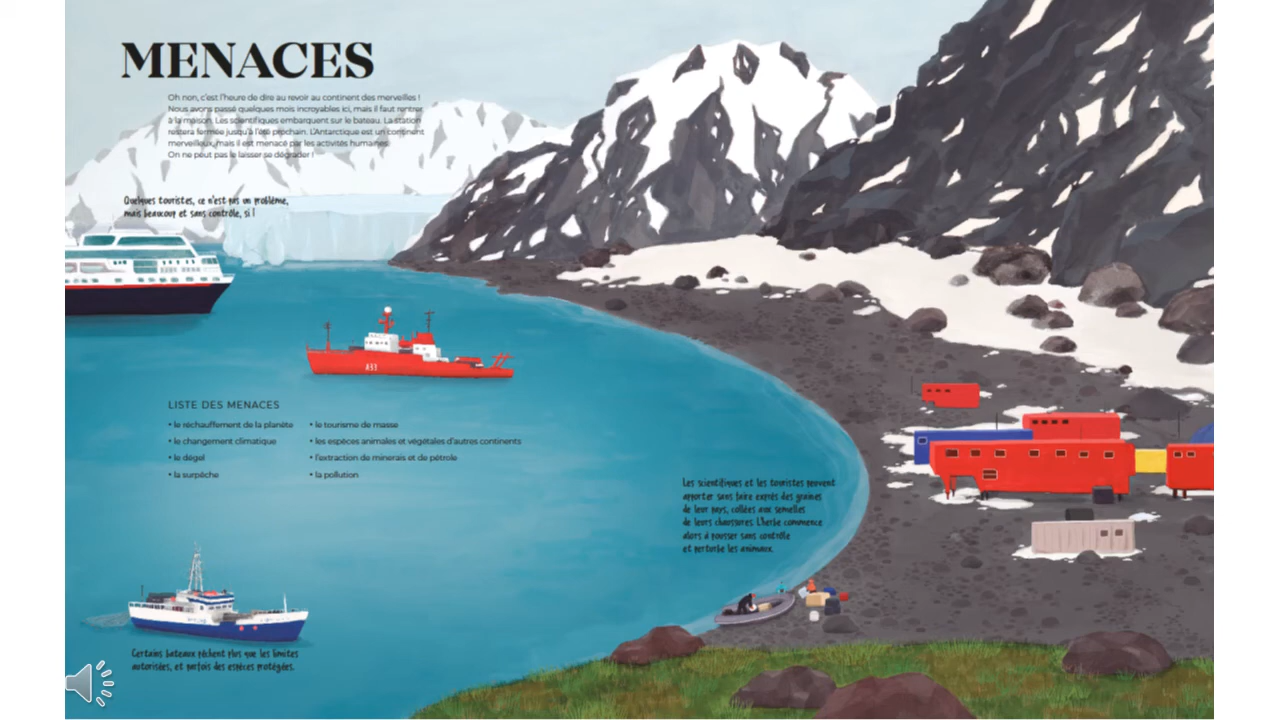 MENACES
Oh non, c'est l'heure de dire au revoir au continent des merveilles !
Nous avons passé quelques mois incroyables ici, mais il faut rentrer
à la maison. Les scientifiques embarquent sur le bateau. La station
restera fermée jusqu'à l'été prochain. L'Antarctique est un continent
merveilleux, mais il est menacé par les activités humaines.
On ne peut pas le laisser se dégrader !
Quelques touristes, ce n'est pas un problème,
mais beaucoup et sans contrôle, si !
A33
LISTE DES MENACES
• le réchauffement de la planète
• le changement climatique
• le dégel
• la surpêche
• le tourisme de masse
• les espèces animales et végétales d'autres continents
• l'extraction de minerais et de pétrole
• la pollution
Les scientifiques et les touristes peuvent
apporter sans faire exprès des graines
de leur pays, collées aux semelles
de leurs chaussures. L'herbe commence
alors à pousser sans contrôle
et perturbe les animaux.
Certains bateaux pêchent plus que les limites
autorisées, et parfois des espèces protégées.